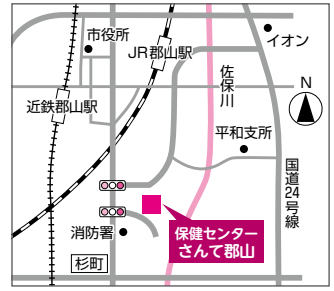 市役所
JR郡山駅
イオン
佐保川
N
近鉄郡山駅
平和支所
国道24号線
保健センター
さんて郡山
消防署
杉町